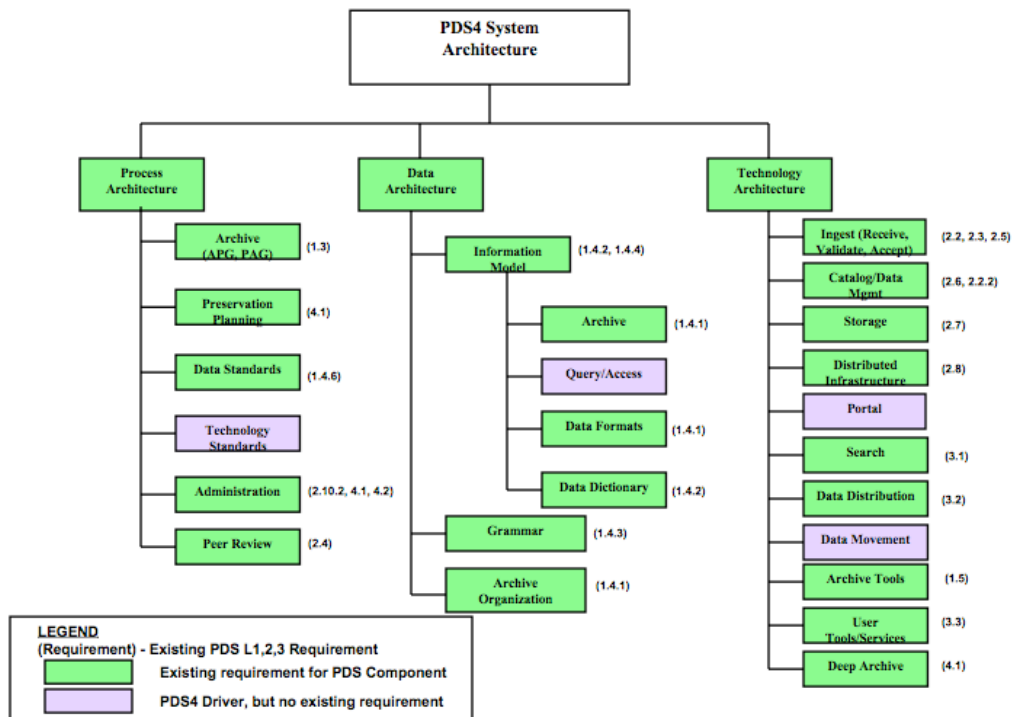 PDS4 System
Architecture
Process
Architecture
Archive
(APG, PAG)
(1.3)
Preservation
Planning
(4.1)
Data Standards
(1.4.6)
Technology
Standards
Administration
(2.10.2, 4.1, 4.2)
Peer Review
(2.4)
Data
Architecture
Information
Model
(1.4.2, 1.4.4)
Archive
(1.4.1)
Query/Access
Data Formats
(1.4.1)
Data Dictionary
(1.4.2)
Grammar
(1.4.3)
Archive
Organization
(1.4.1)
Technology
Architecture
Ingest (Receive,
Validate, Accept)
(2.2, 2.3, 2.5)
Catalog/Data
Mgmt
(2.6, 2.2.2)
Storage
(2.7)
Distributed
Infrastructure
(2.8)
Portal
Search
(3.1)
Data Distribution
(3.2)
Data Movement
Archive Tools
(1.5)
User
Tools/Services
(3.3)
Deep Archive
(4.1)
LEGEND
(Requirement) - Existing PDS L1,2,3 Requirement
Existing requirement for PDS Component
PDS4 Driver, but no existing requirement